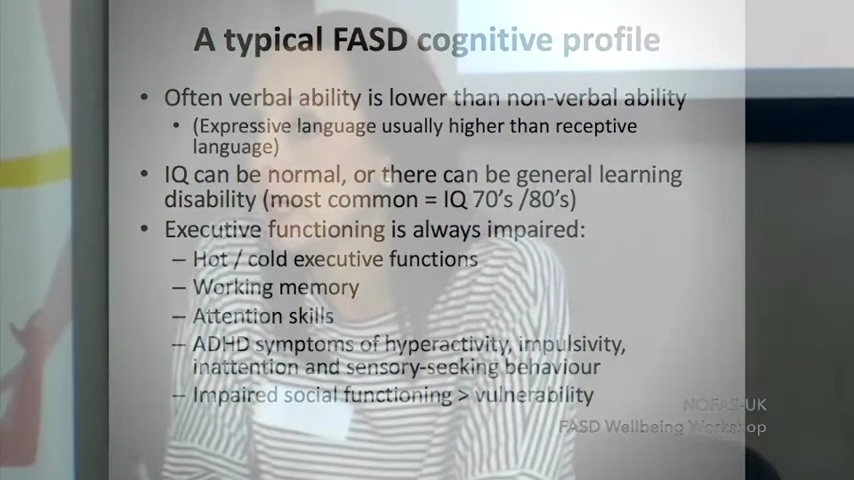 A typical FASD cognitive profile
• Often verbal ability is lower than non-verbal ability
• (Expressive language usually higher than receptive
language)
• IQ can be normal, or there can be general learning
disability (most common = IQ 70's /80's)
• Executive functioning is always impaired:
– Hot / cold executive functions
– Working memory
– Attention skills
– ADHD symptoms of hyperactivity, impulsivity,
inattention and sensory-seeking behaviour
– Impaired social functioning > vulnerability
NOFAS-UK
FASD Wellbeing Workshop